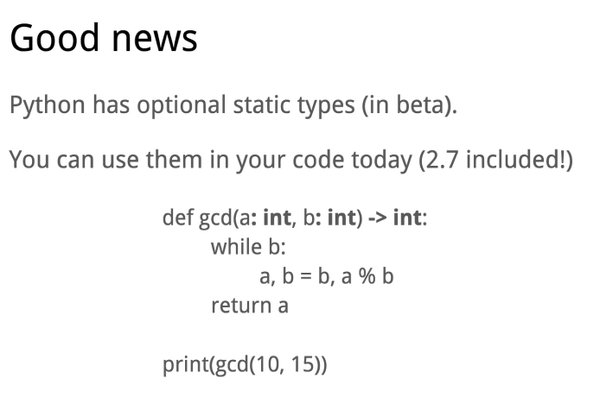 Good news
Python has optional static types (in beta).
You can use them in your code today (2.7 included!)
def gcd(a: int, b: int) -> int:
    while b:
        a, b = b, a % b
    return a
print(gcd(10, 15))